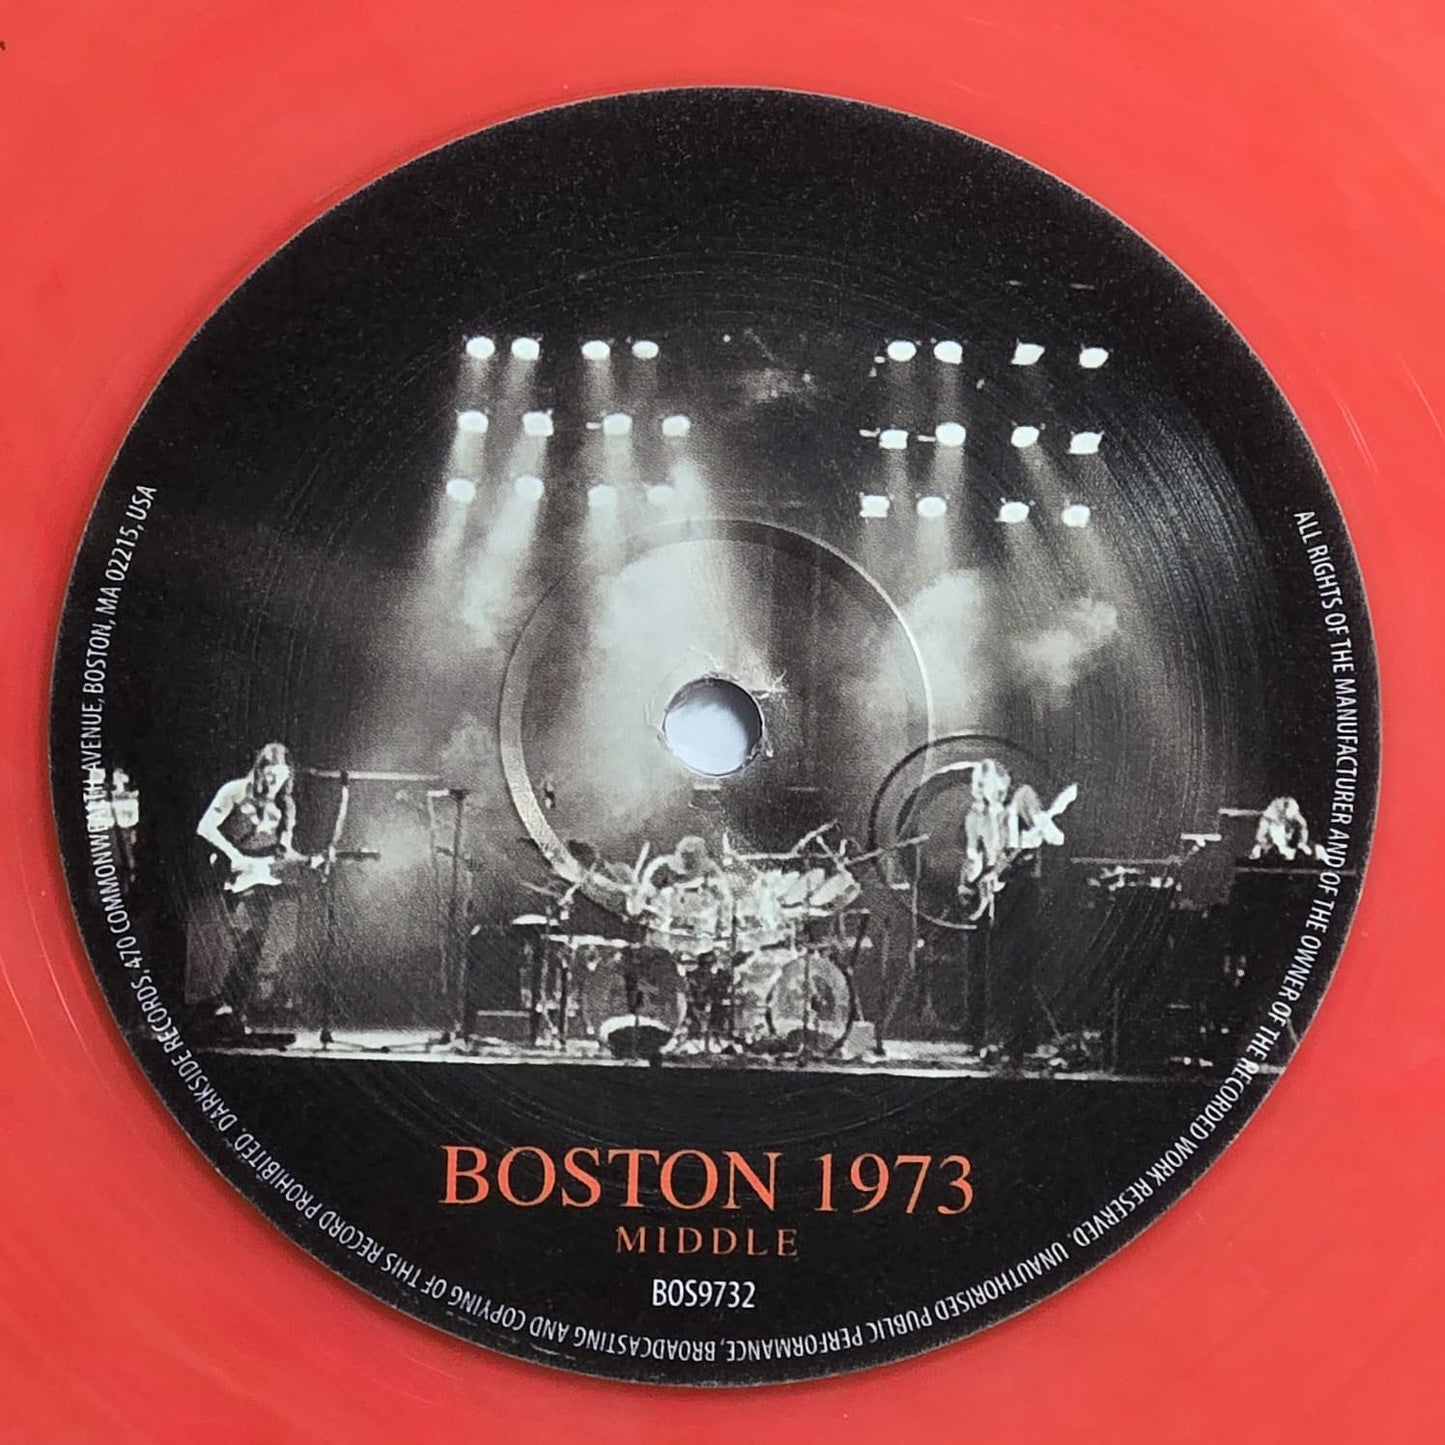 BOSTON 1973
MIDDLE
BOS9732
ALL RIGHTS OF THE MANUFACTURER AND OF THE OWNER OF THE RECORDED WORK RESERVED. UNAUTHORISED PUBLIC PERFORMANCE, BROADCASTING AND COPYING OF THIS RECORD PROHIBITED. DARKSIDE RECORDS, 470 COMMONWEALTH AVENUE, BOSTON, MA 02215, USA